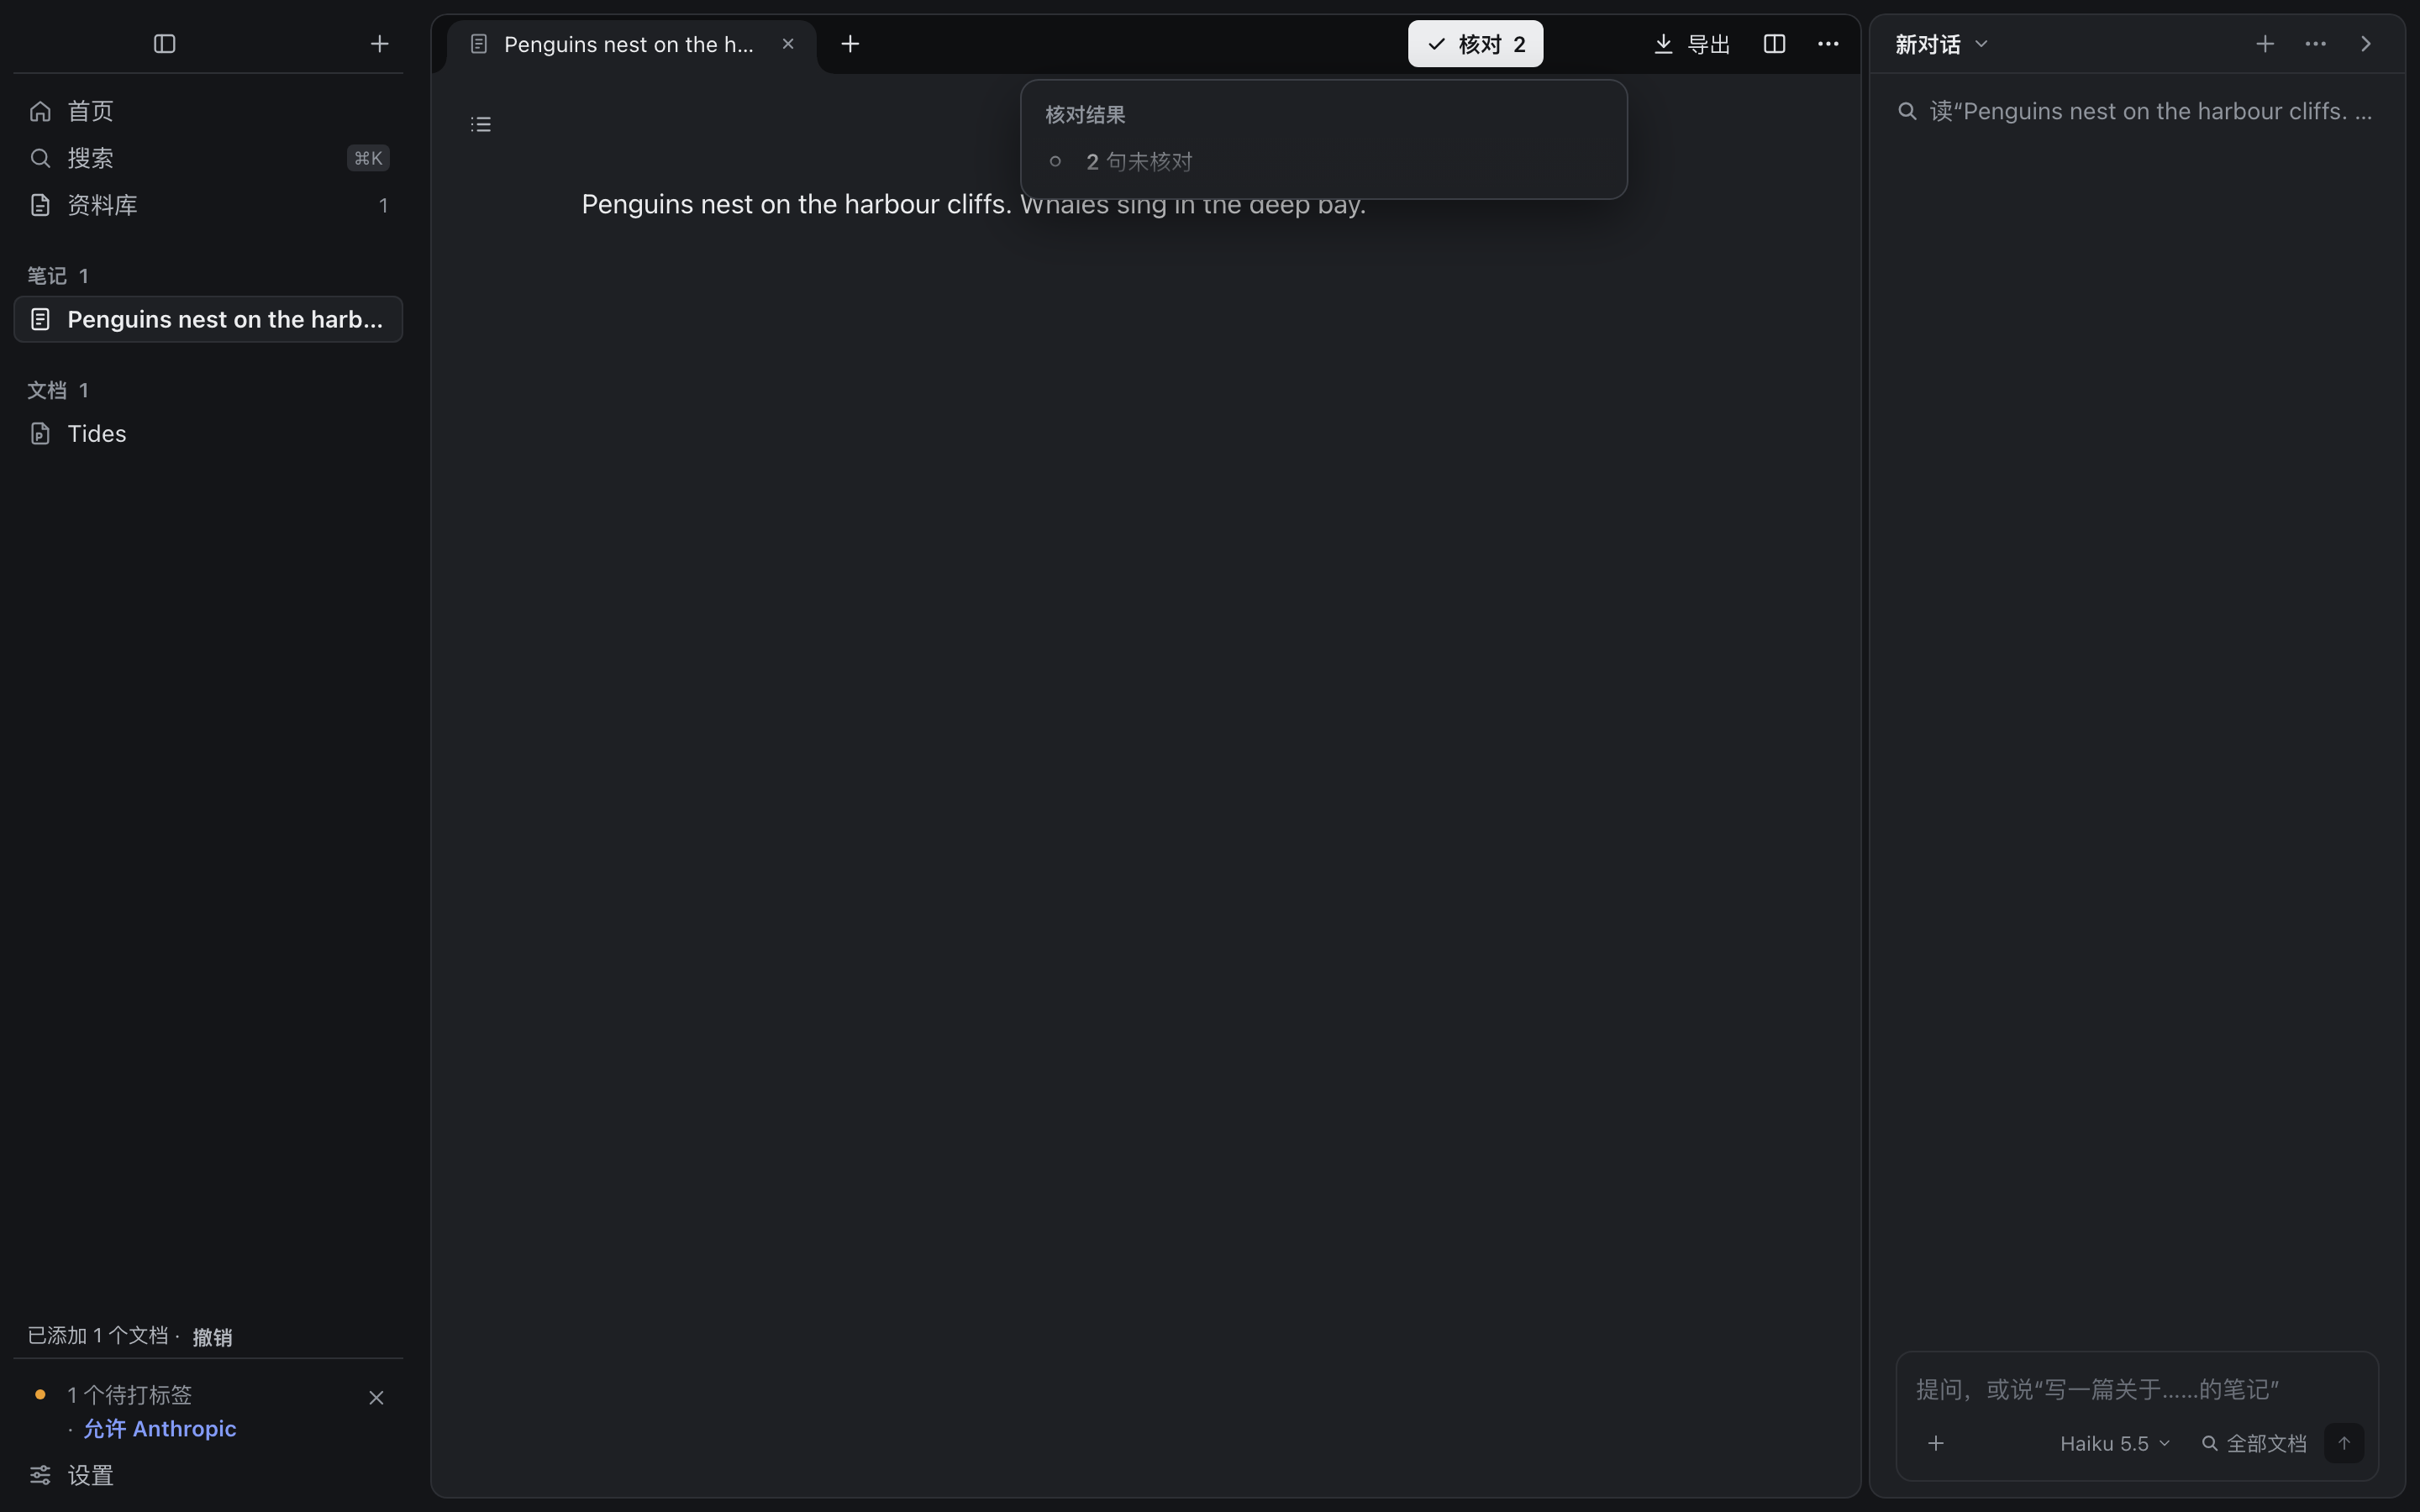 首页
搜索 ⌘K
资料库 1
笔记 1
Penguins nest on the harb...
文档 1
Tides
已添加 1 个文档 · 撤销
1 个待打标签
· 允许 Anthropic
设置
Penguins nest on the h...
核对 2
导出
核对结果
2 句未核对
Penguins nest on the harbour cliffs. Whales sing in the deep bay.
新对话
读“Penguins nest on the harbour cliffs. ...
提问，或说“写一篇关于……的笔记”
Haiku 5.5 全部文档